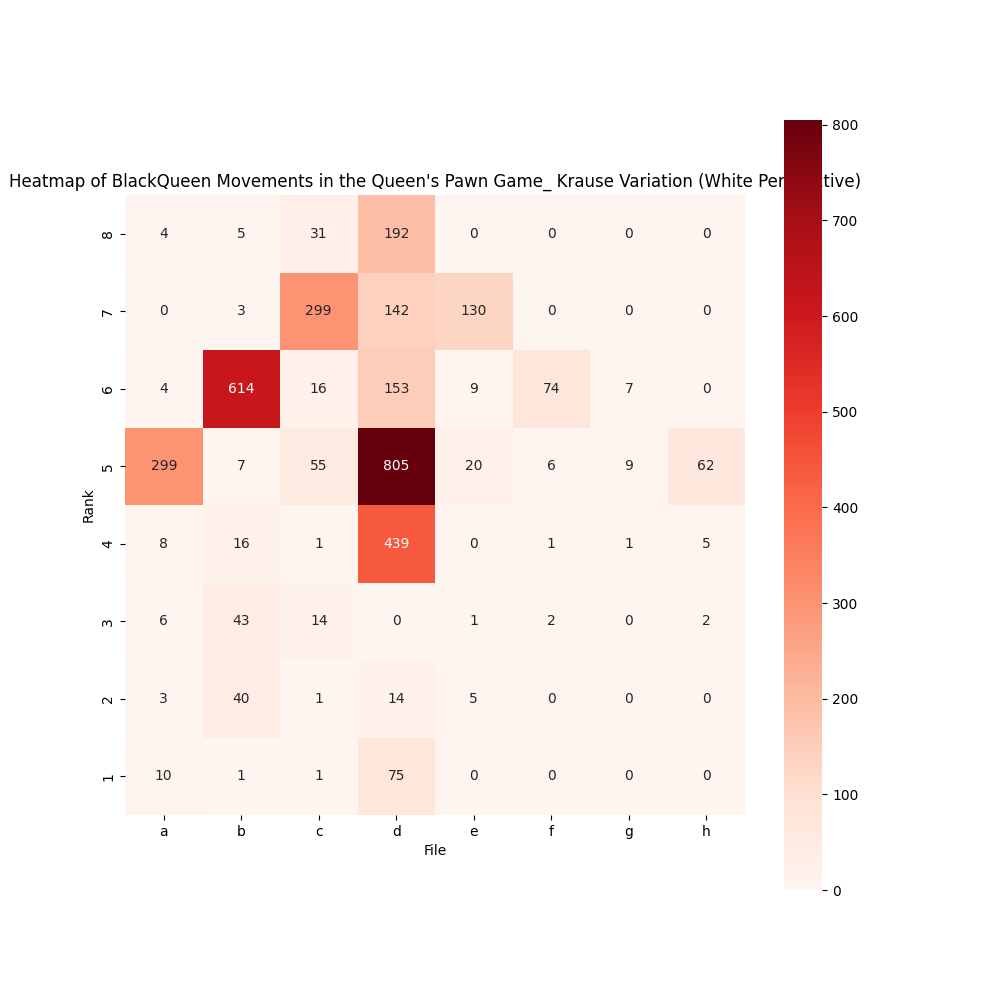 Heatmap of BlackQueen Movements in the Queen's Pawn Game_ Krause Variation (White Per tive)
800
700
600
500
400
300
200
100
0
8 4 5 31 192 0 0 0 0
7 0 3 299 142 130 0 0 0
6 4 614 16 153 9 74 7 0
5 299 7 55 805 20 6 9 62
Rank
4 8 16 1 439 0 1 1 5
3 6 43 14 0 1 2 0 2
2 3 40 1 14 5 0 0 0
1 10 1 1 75 0 0 0 0
a b c d e f g h
File